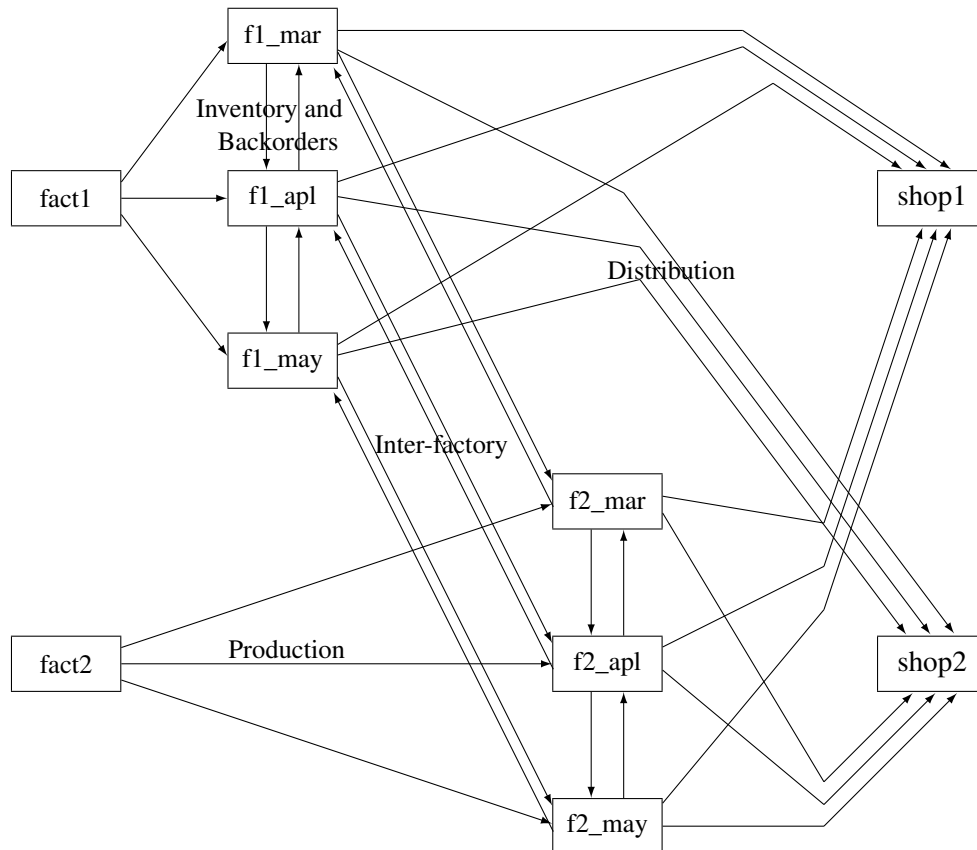 f1_mar
Inventory and
Backorders
fact1
f1_apl
shop1
Distribution
f1_may
Inter-factory
f2_mar
Production
fact2
f2_apl
shop2
f2_may